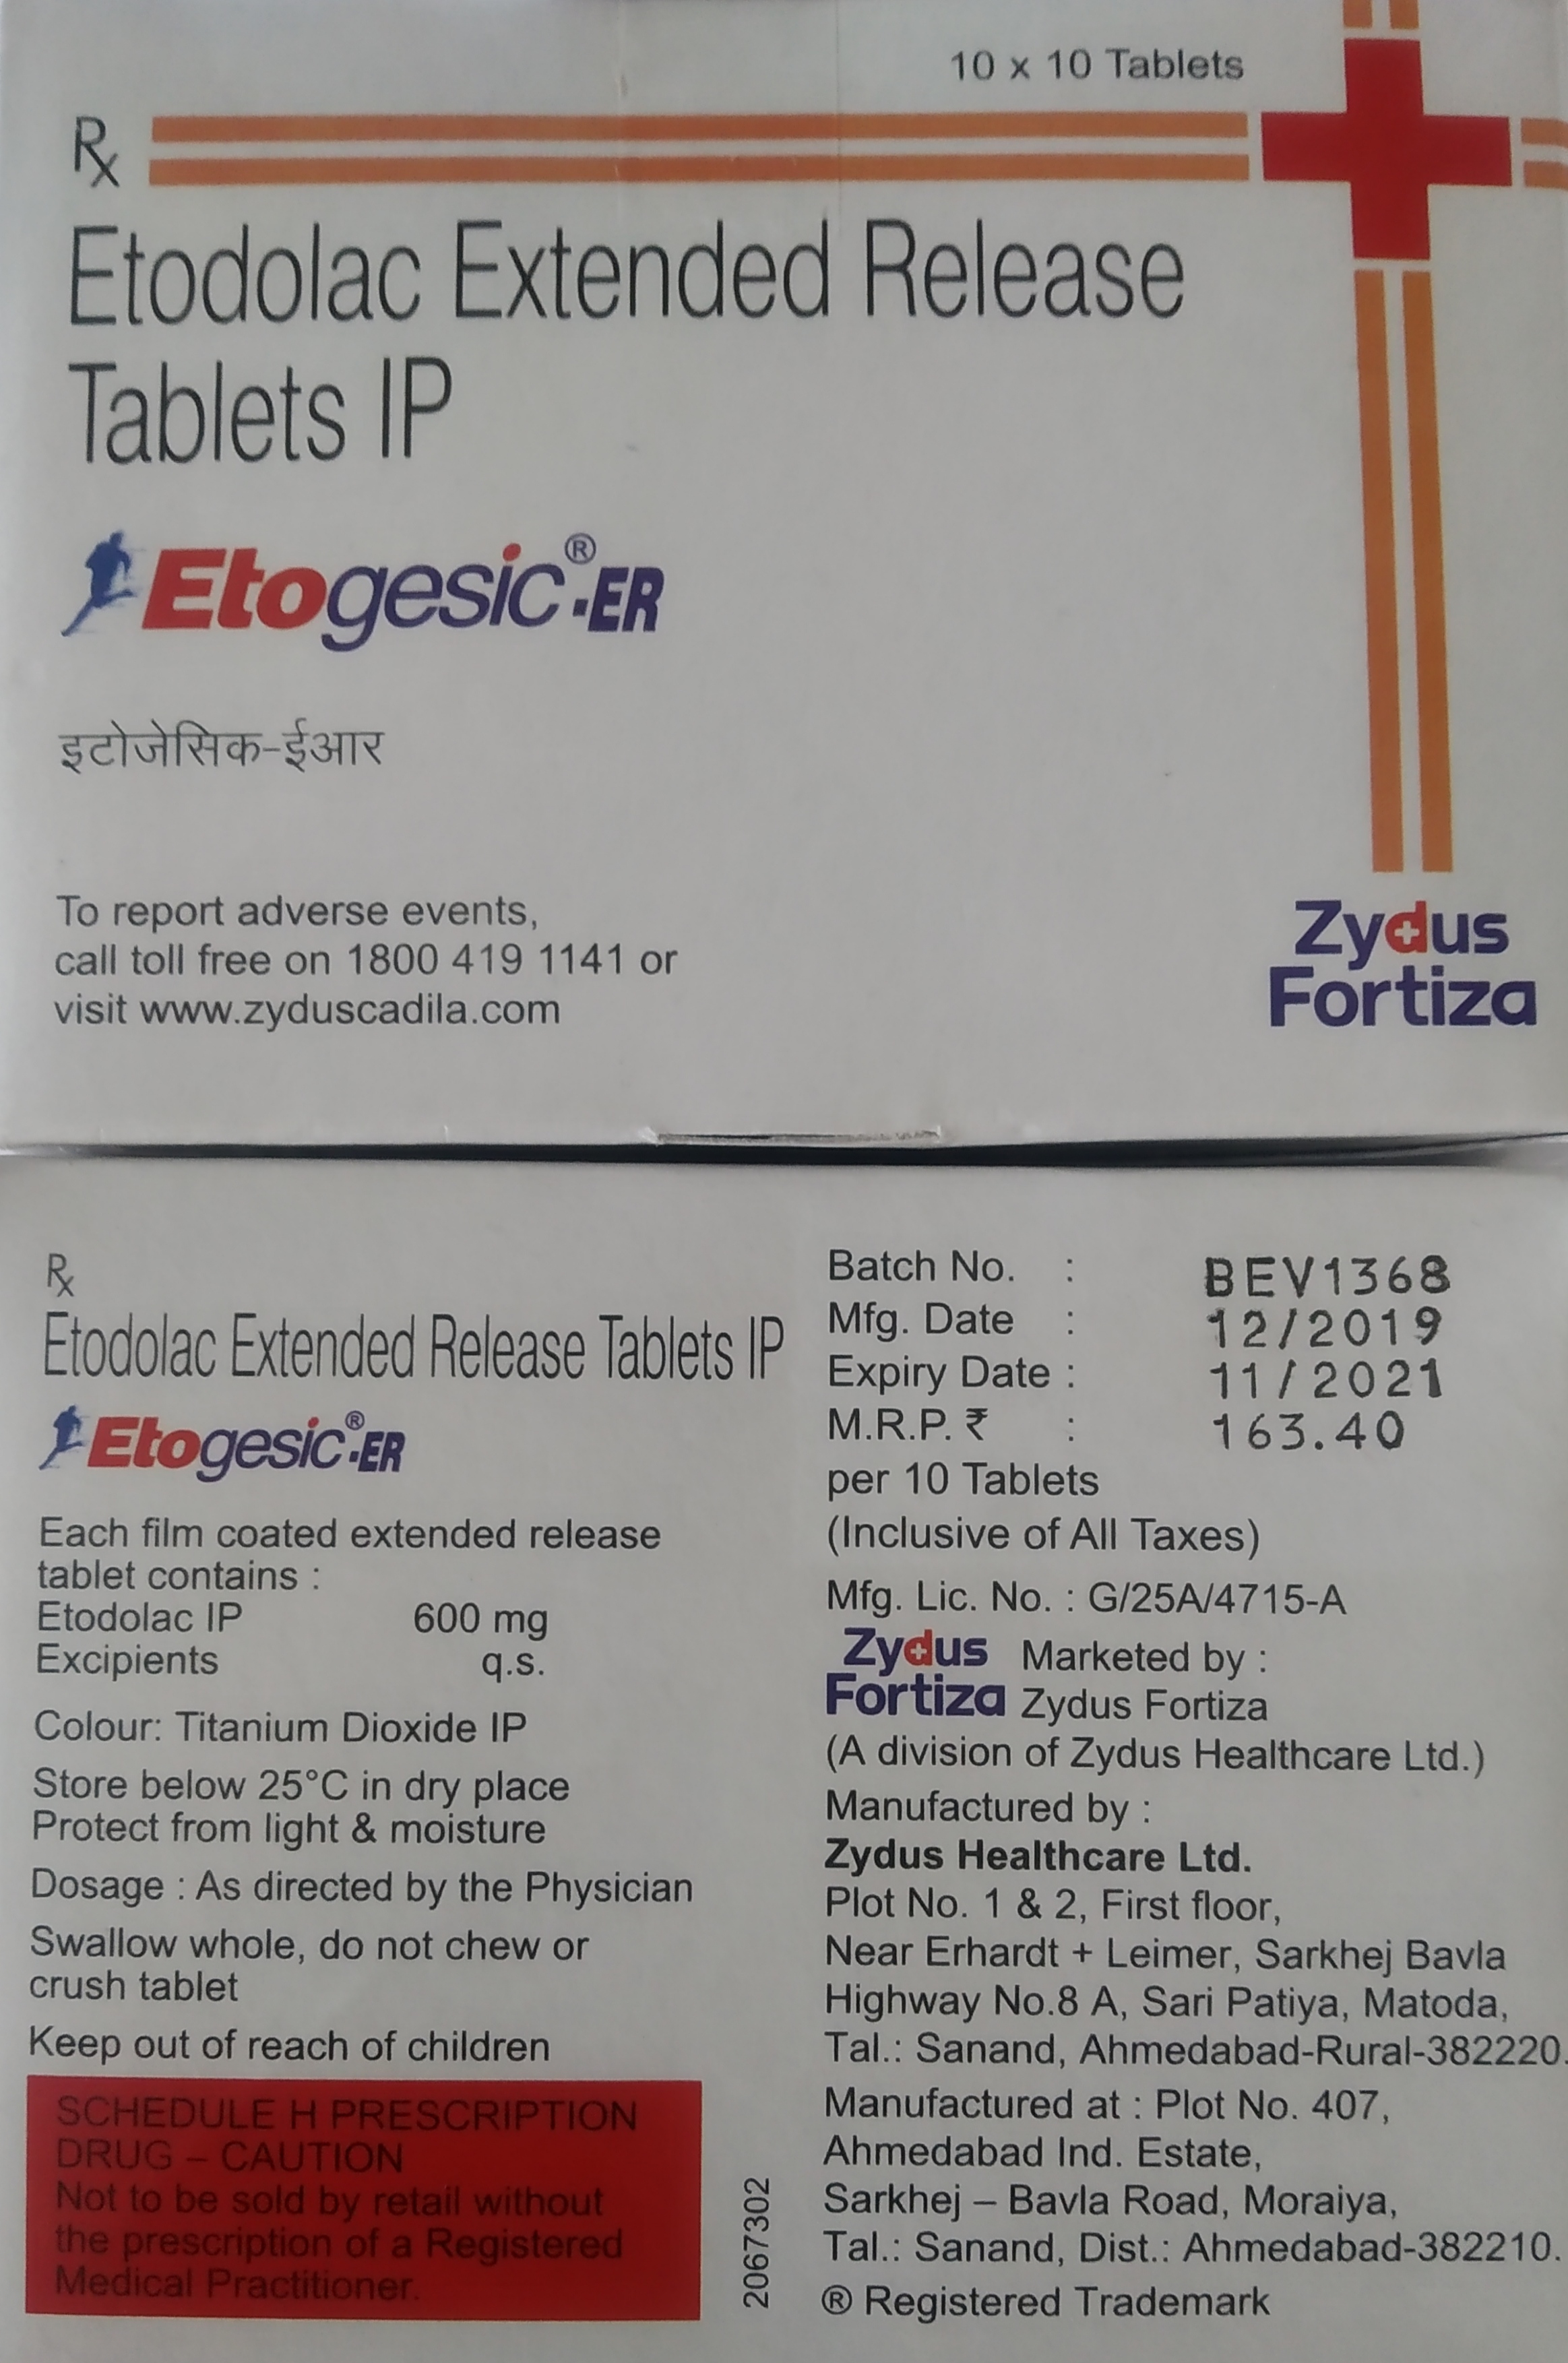 10 x 10 Tablets
Rx
Etodolac Extended Release
Tablets IP
Etogesic®-ER
इटोजेसिक-ईआर
To report adverse events,
call toll free on 1800 419 1141 or
visit www.zyduscadila.com
Zydus
Fortiza
Rx
Etodolac Extended Release Tablets IP
Etogesic®-ER
Each film coated extended release
tablet contains :
Etodolac IP 600 mg
Excipients q.s.
Colour: Titanium Dioxide IP
Store below 25°C in dry place
Protect from light & moisture
Dosage : As directed by the Physician
Swallow whole, do not chew or
crush tablet
Keep out of reach of children
SCHEDULE H PRESCRIPTION
DRUG – CAUTION
Not to be sold by retail without
the prescription of a Registered
Medical Practitioner.
2067302
Batch No. : BEV1368
Mfg. Date : 12/2019
Expiry Date : 11/2021
M.R.P. ₹ : 163.40
per 10 Tablets
(Inclusive of All Taxes)
Mfg. Lic. No. : G/25A/4715-A
Zydus Marketed by :
Fortiza Zydus Fortiza
(A division of Zydus Healthcare Ltd.)
Manufactured by :
Zydus Healthcare Ltd.
Plot No. 1 & 2, First floor,
Near Erhardt + Leimer, Sarkhej Bavla
Highway No.8 A, Sari Patiya, Matoda,
Tal.: Sanand, Ahmedabad-Rural-382220.
Manufactured at : Plot No. 407,
Ahmedabad Ind. Estate,
Sarkhej – Bavla Road, Moraiya,
Tal.: Sanand, Dist.: Ahmedabad-382210.
® Registered Trademark